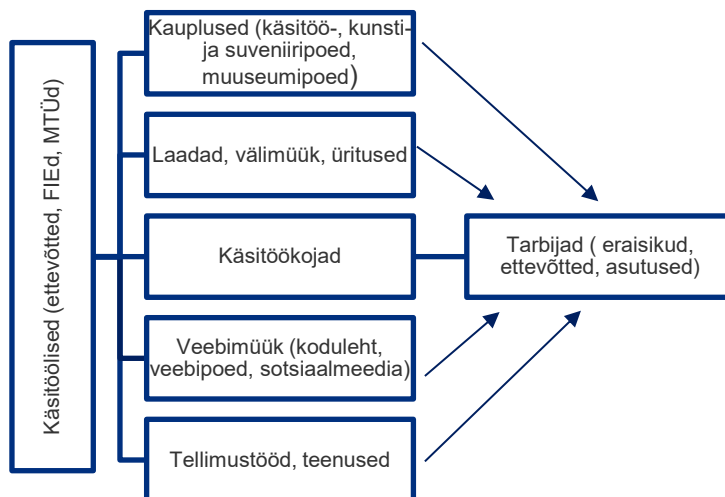 Käsitöölised (ettevõtted, FIEd, MTÜd)
Kauplused (käsitöö-, kunsti-
ja suveniiripoed,
muuseumipoed)
Laadad, välimüük, üritused
Käsitöökojad
Veebimüük (koduleht,
veebipoed, sotsiaalmeedia)
Tellimustööd, teenused
Tarbijad ( eraisikud,
ettevõtted, asutused)